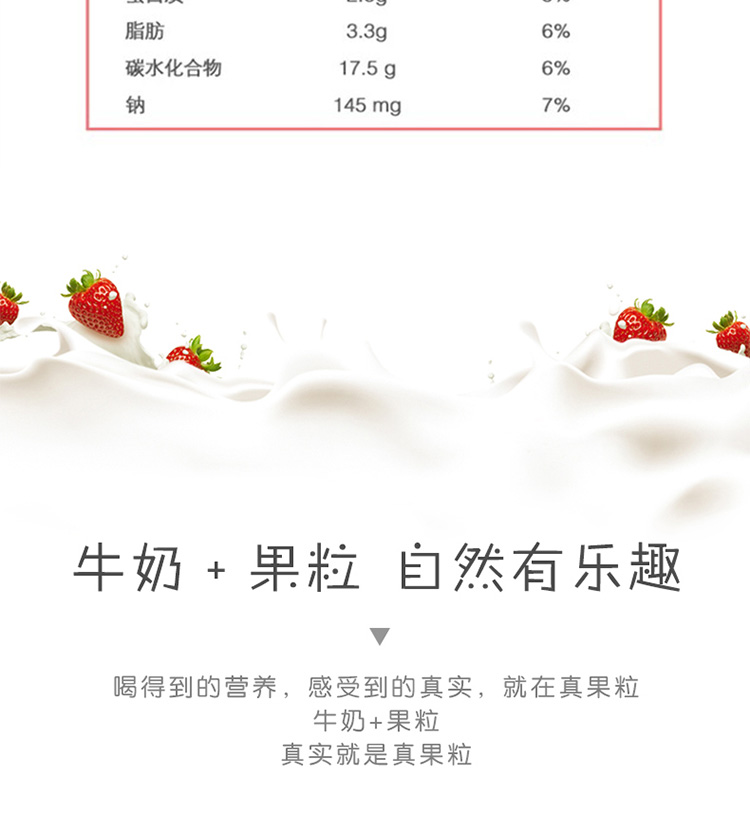 脂肪 3.3g 6%
碳水化合物 17.5 g 6%
钠 145 mg 7%
牛奶 + 果粒 自然有乐趣
喝得到的营养，感受到的真实，就在真果粒
牛奶+果粒
真实就是真果粒